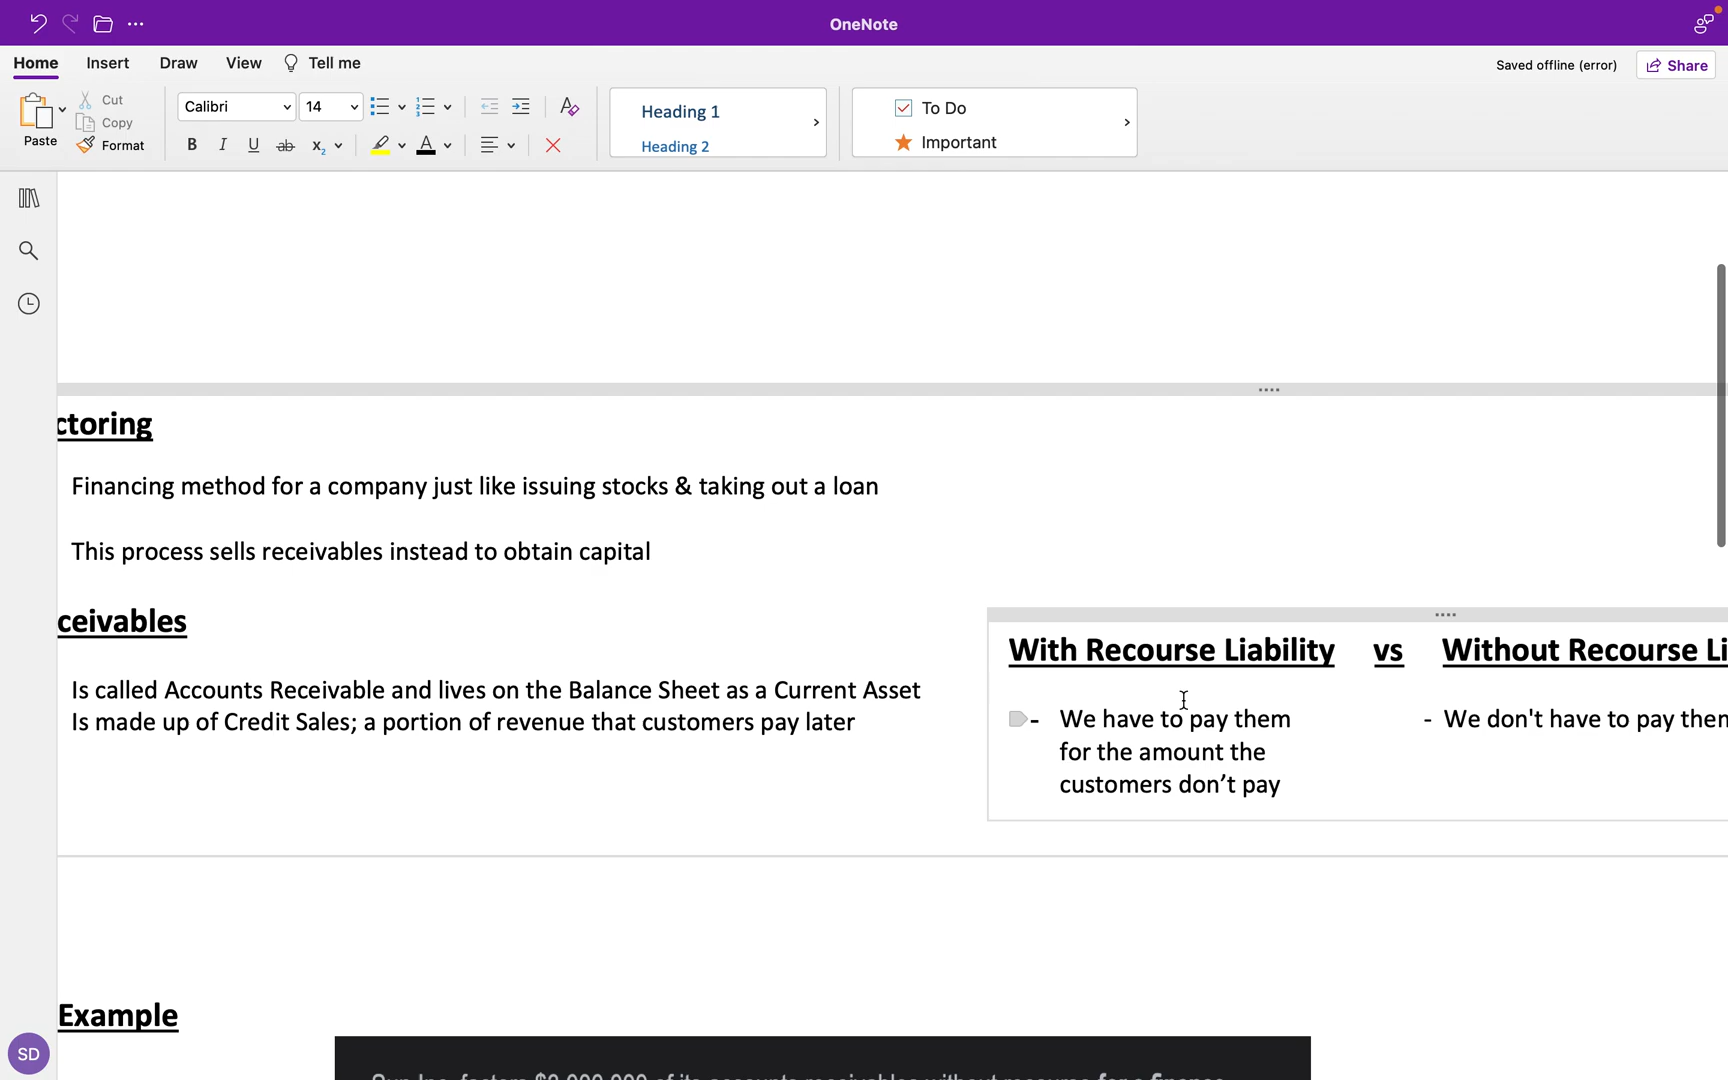 OneNote
Home Insert Draw View Tell me
Saved offline (error) Share
Paste
Cut
Copy
Format
Calibri 14
B I U ab x₂ A
Heading 1
Heading 2
To Do
Important
ctoring
Financing method for a company just like issuing stocks & taking out a loan
This process sells receivables instead to obtain capital
ceivables
Is called Accounts Receivable and lives on the Balance Sheet as a Current Asset
Is made up of Credit Sales; a portion of revenue that customers pay later
With Recourse Liability vs Without Recourse Li
- We have to pay them
for the amount the
customers don’t pay
- We don't have to pay then
Example
SD